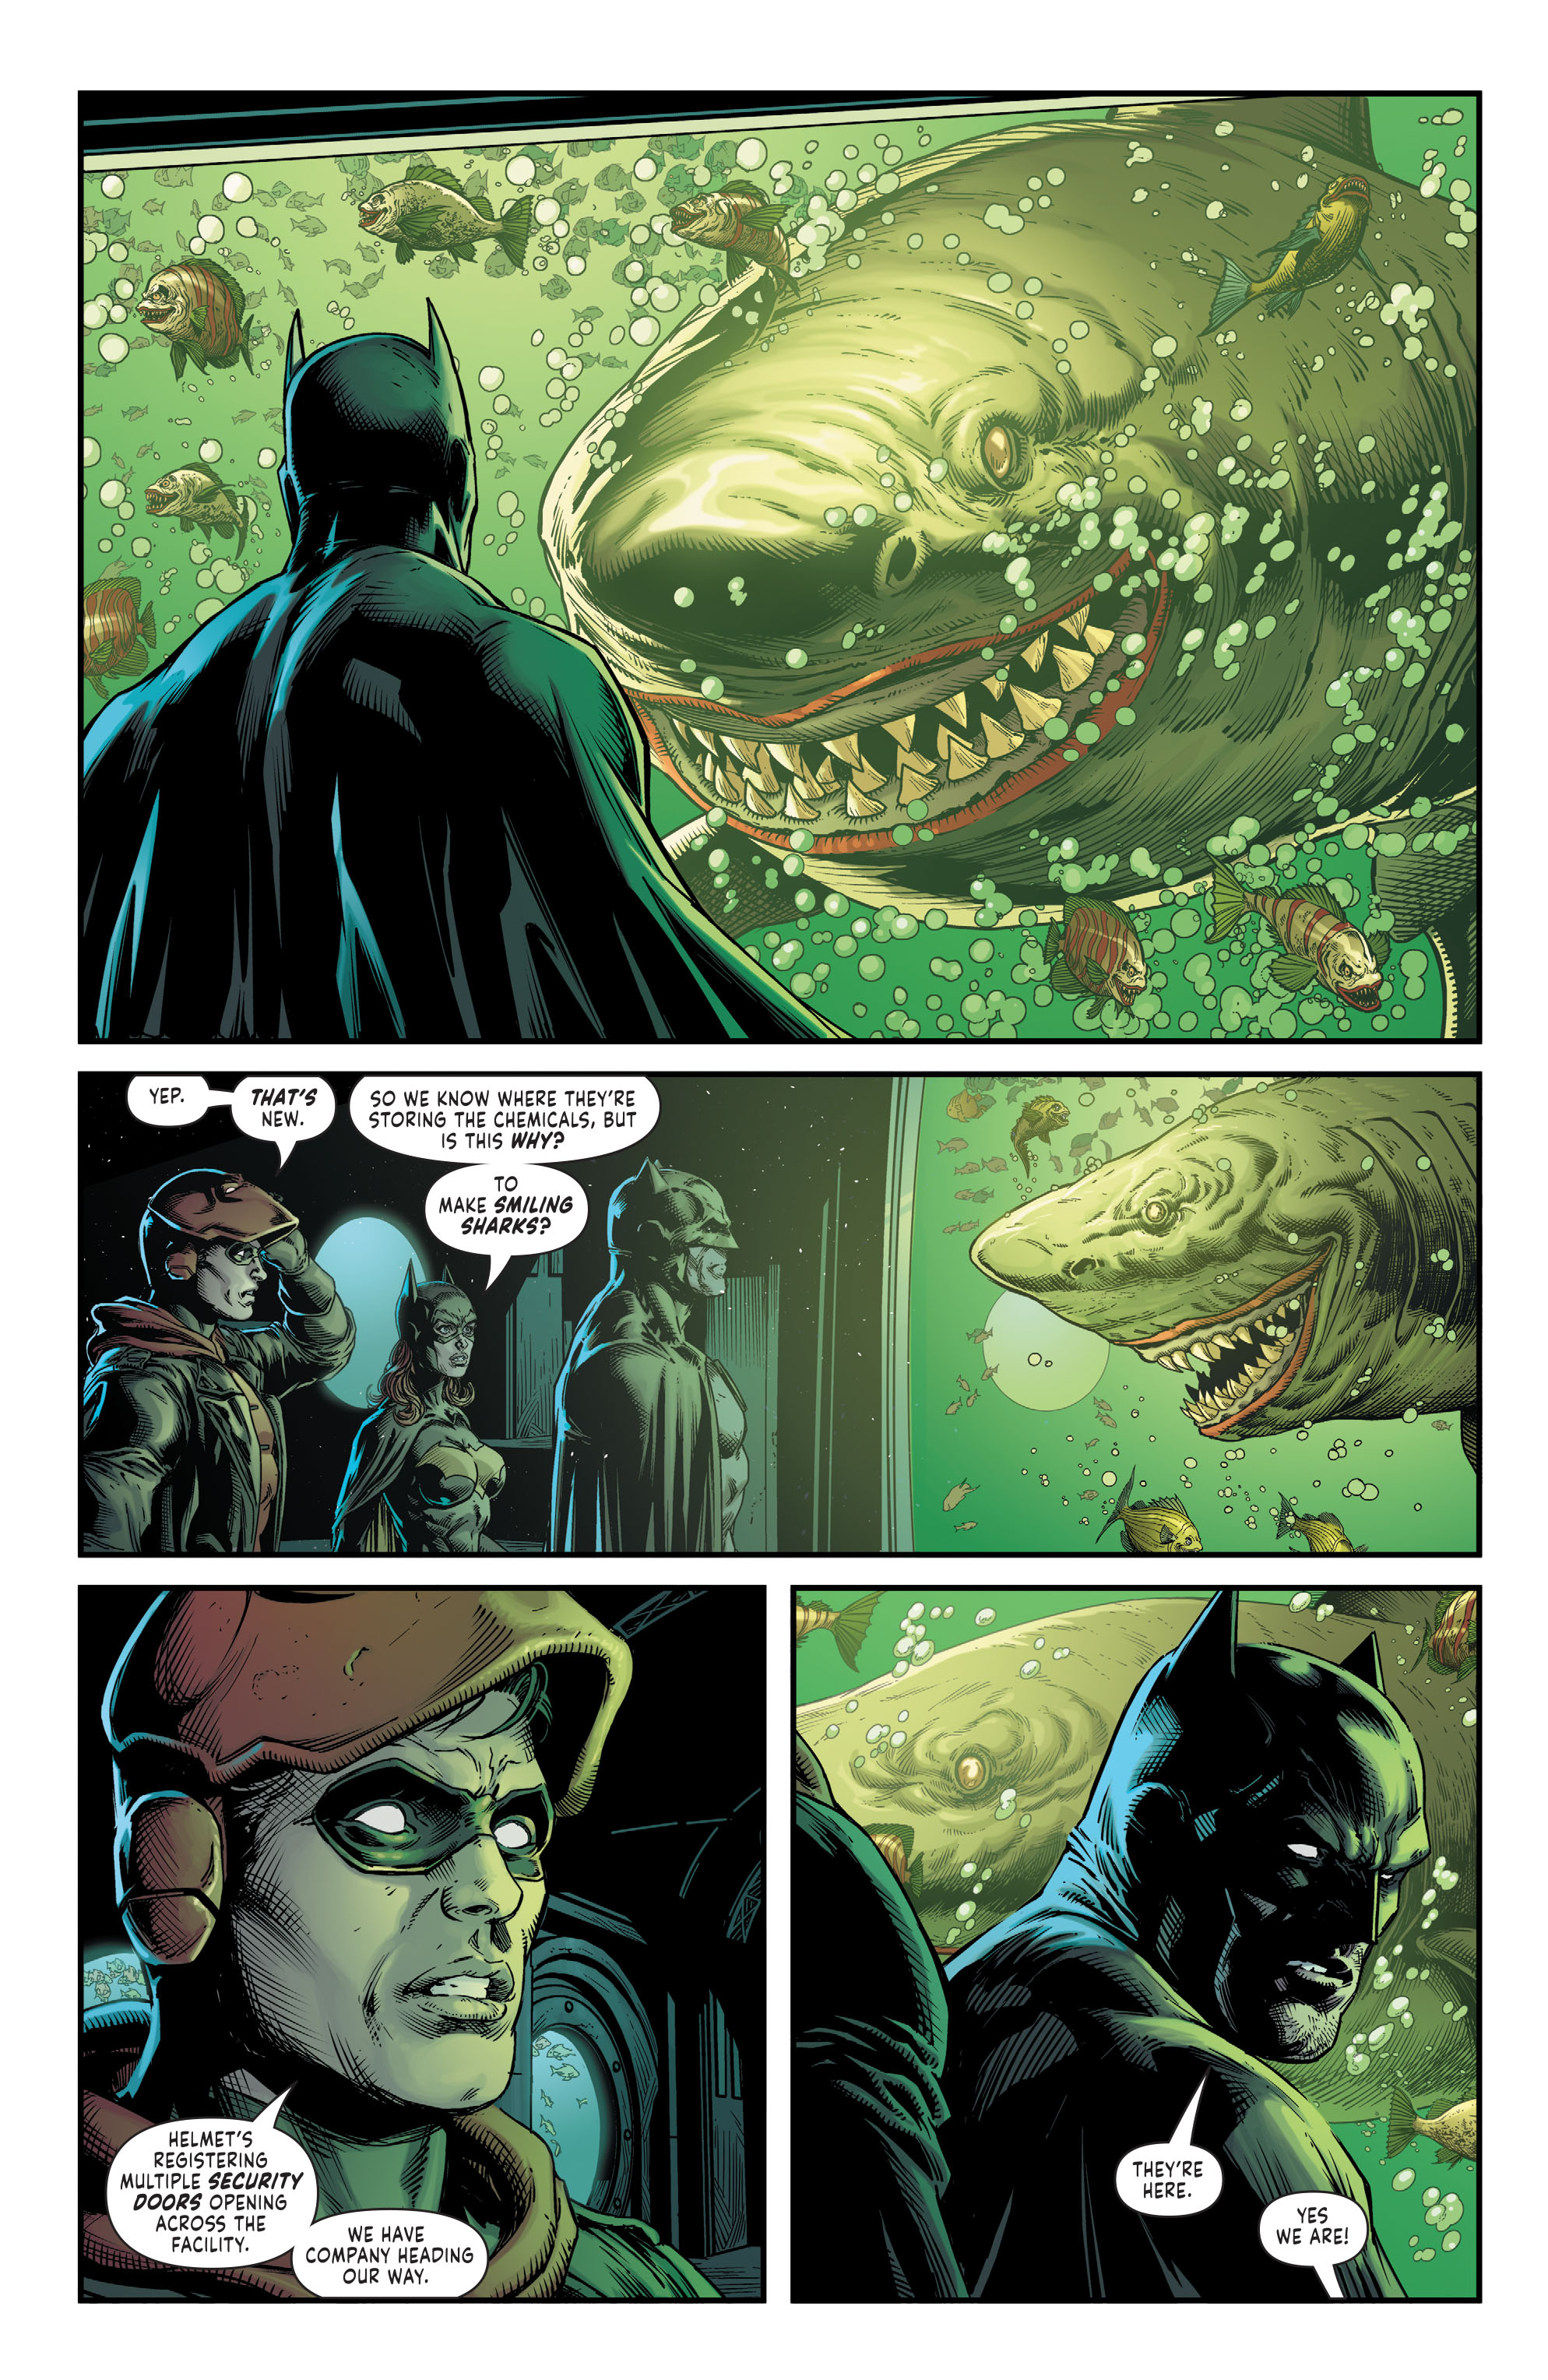 YEP.
THAT'S
NEW.
SO WE KNOW WHERE THEY'RE
STORING THE CHEMICALS, BUT
IS THIS WHY?
TO
MAKE SMILING
SHARKS?
HELMET'S
REGISTERING
MULTIPLE SECURITY
DOORS OPENING
ACROSS THE
FACILITY.
WE HAVE
COMPANY HEADING
OUR WAY.
THEY'RE
HERE.
YES
WE ARE!